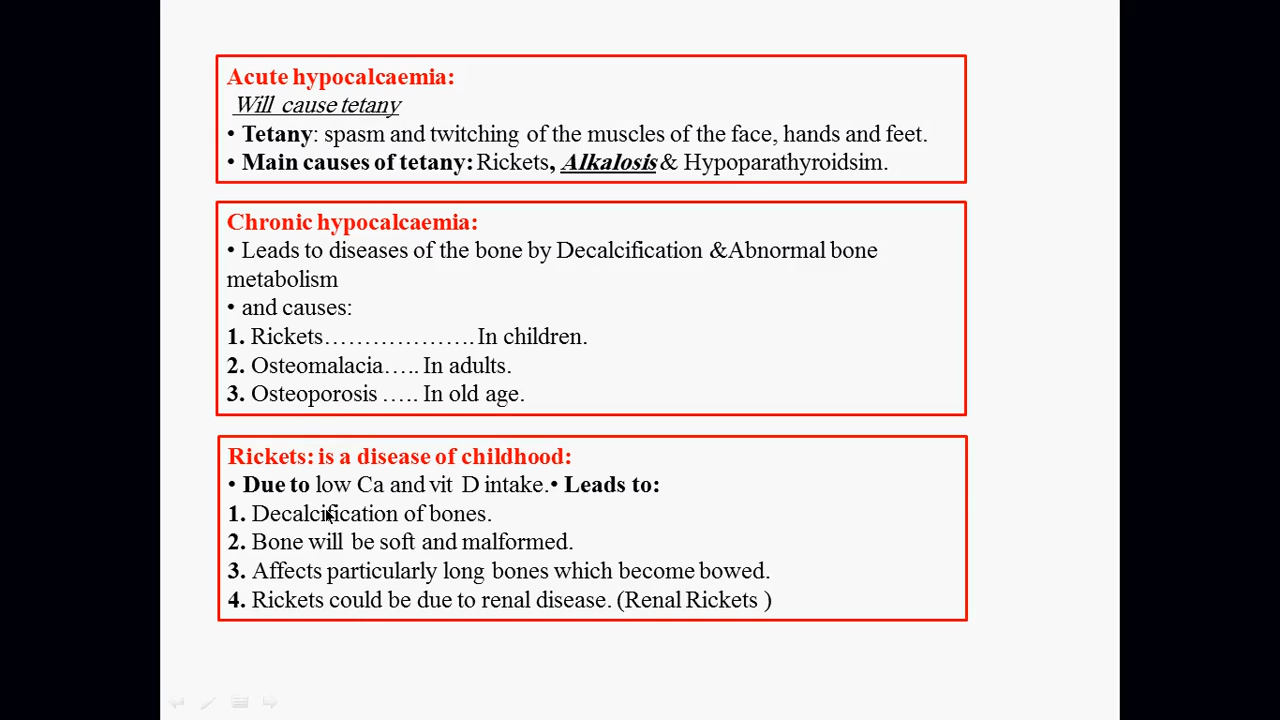 Acute hypocalcaemia:
Will cause tetany
• Tetany: spasm and twitching of the muscles of the face, hands and feet.
• Main causes of tetany: Rickets, Alkalosis & Hypoparathyroidsim.
Chronic hypocalcaemia:
• Leads to diseases of the bone by Decalcification &Abnormal bone
metabolism
• and causes:
1. Rickets………………. In children.
2. Osteomalacia….. In adults.
3. Osteoporosis ….. In old age.
Rickets: is a disease of childhood:
• Due to low Ca and vit D intake.• Leads to:
1. Decalcification of bones.
2. Bone will be soft and malformed.
3. Affects particularly long bones which become bowed.
4. Rickets could be due to renal disease. (Renal Rickets )